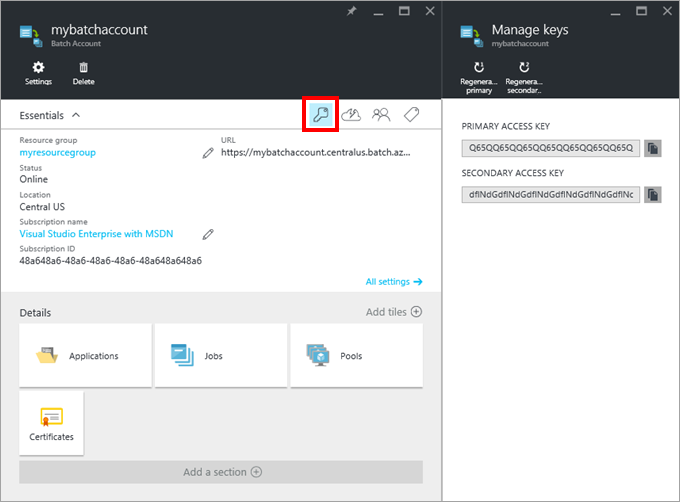 mybatchaccount
Batch Account
Settings
Delete
Essentials
Resource group
myresourcegroup
URL
https://mybatchaccount.centralus.batch.az...
Status
Online
Location
Central US
Subscription name
Visual Studio Enterprise with MSDN
Subscription ID
48a648a6-48a6-48a6-48a6-48a648a648a6
All settings
Details
Add tiles
Applications
Jobs
Pools
Certificates
Add a section
Manage keys
mybatchaccount
Regenera...
primary
Regenera...
secondar..
PRIMARY ACCESS KEY
Q65QQ65QQ65QQ65QQ65QQ65QQ65Q
SECONDARY ACCESS KEY
dflNdGdflNdGdflNdGdflNdGdflNdGdflNc